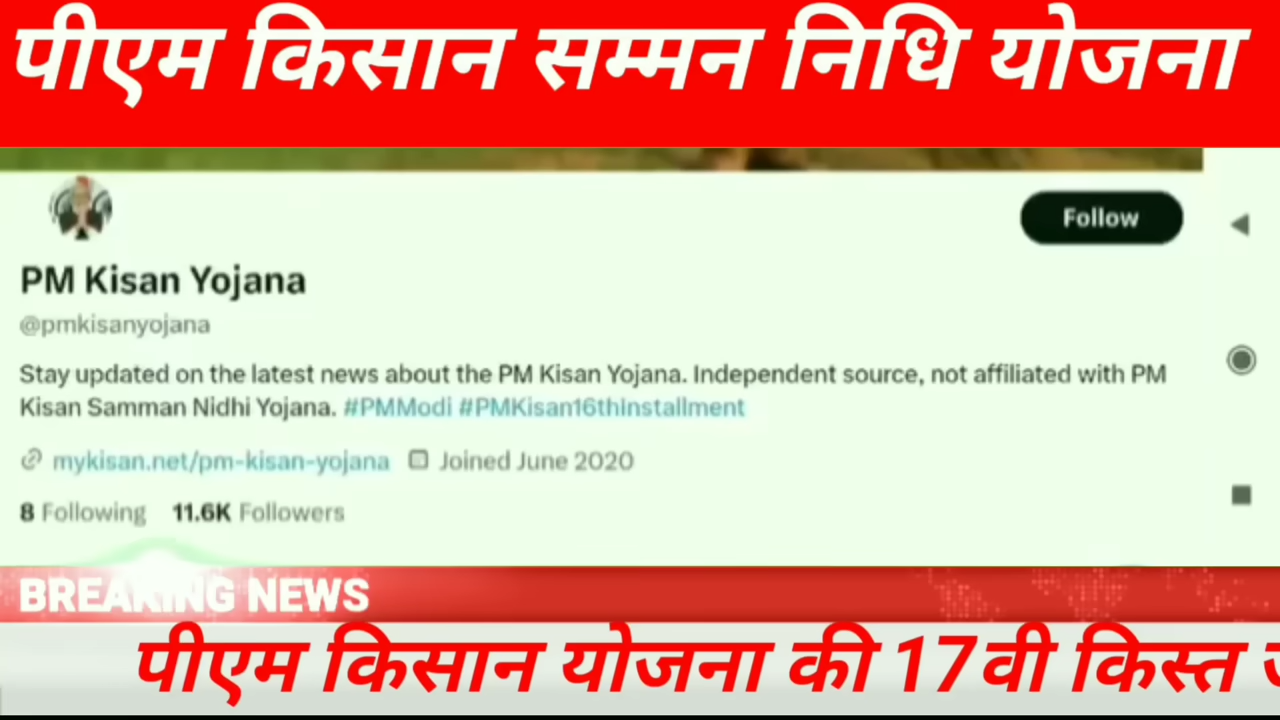 पीएम किसान सम्मन निधि योजना
Follow
PM Kisan Yojana
@pmkisanyojana
Stay updated on the latest news about the PM Kisan Yojana. Independent source, not affiliated with PM
Kisan Samman Nidhi Yojana. #PMModi #PMKisan16thInstallment
mykisan.net/pm-kisan-yojana Joined June 2020
8 Following 11.6K Followers
BREAKING NEWS
पीएम किसान योजना की 17वी किस्त